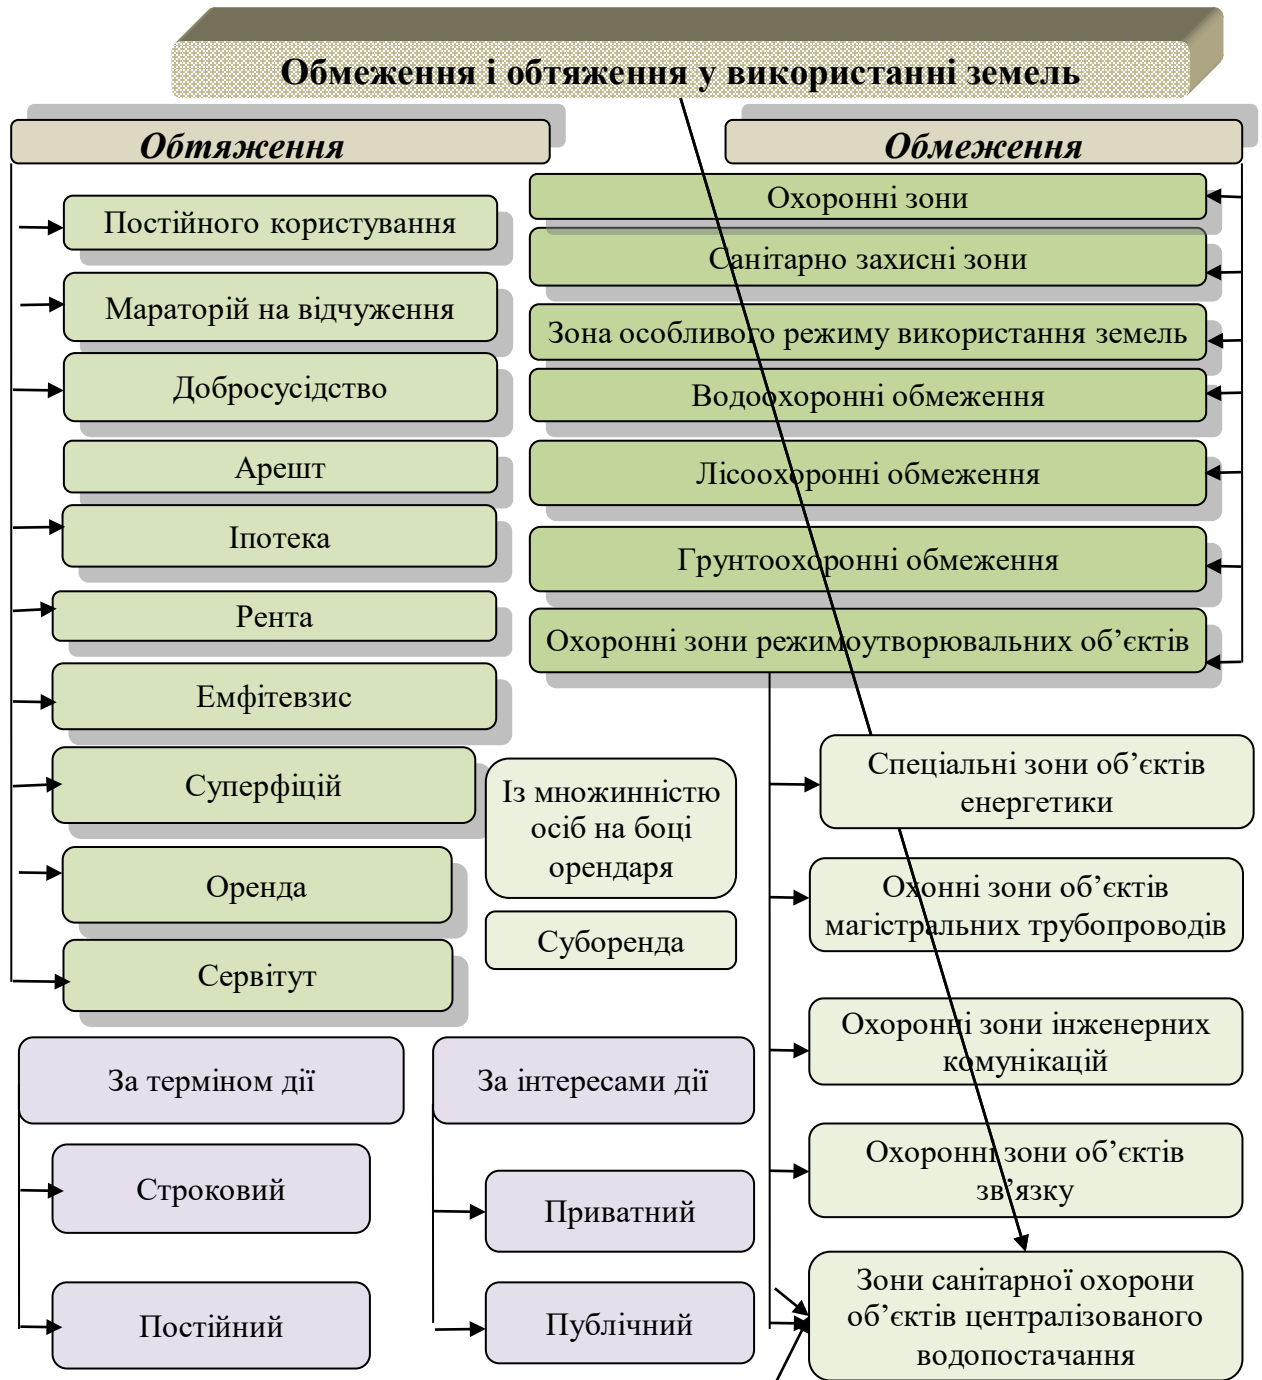 Обмеження і обтяження у використанні земель
Обтяження
Постійного користування
Мараторій на відчуження
Добросусідство
Арешт
Іпотека
Рента
Емфітевзис
Суперфіцій
Оренда
Сервітут
Із множинністю
осіб на боці
орендаря
Суборенда
За терміном дії
Строковий
Постійний
За інтересами дії
Приватний
Публічний
Обмеження
Охоронні зони
Санітарно захисні зони
Зона особливого режиму використання земель
Водоохоронні обмеження
Лісоохоронні обмеження
Грунтоохоронні обмеження
Охоронні зони режимоутворювальних об’єктів
Спеціальні зони об’єктів
енергетики
Охонні зони об’єктів
магістральних трубопроводів
Охоронні зони інженерних
комунікацій
Охоронні зони об’єктів
зв’язку
Зони санітарної охорони
об’єктів централізованого
водопостачання